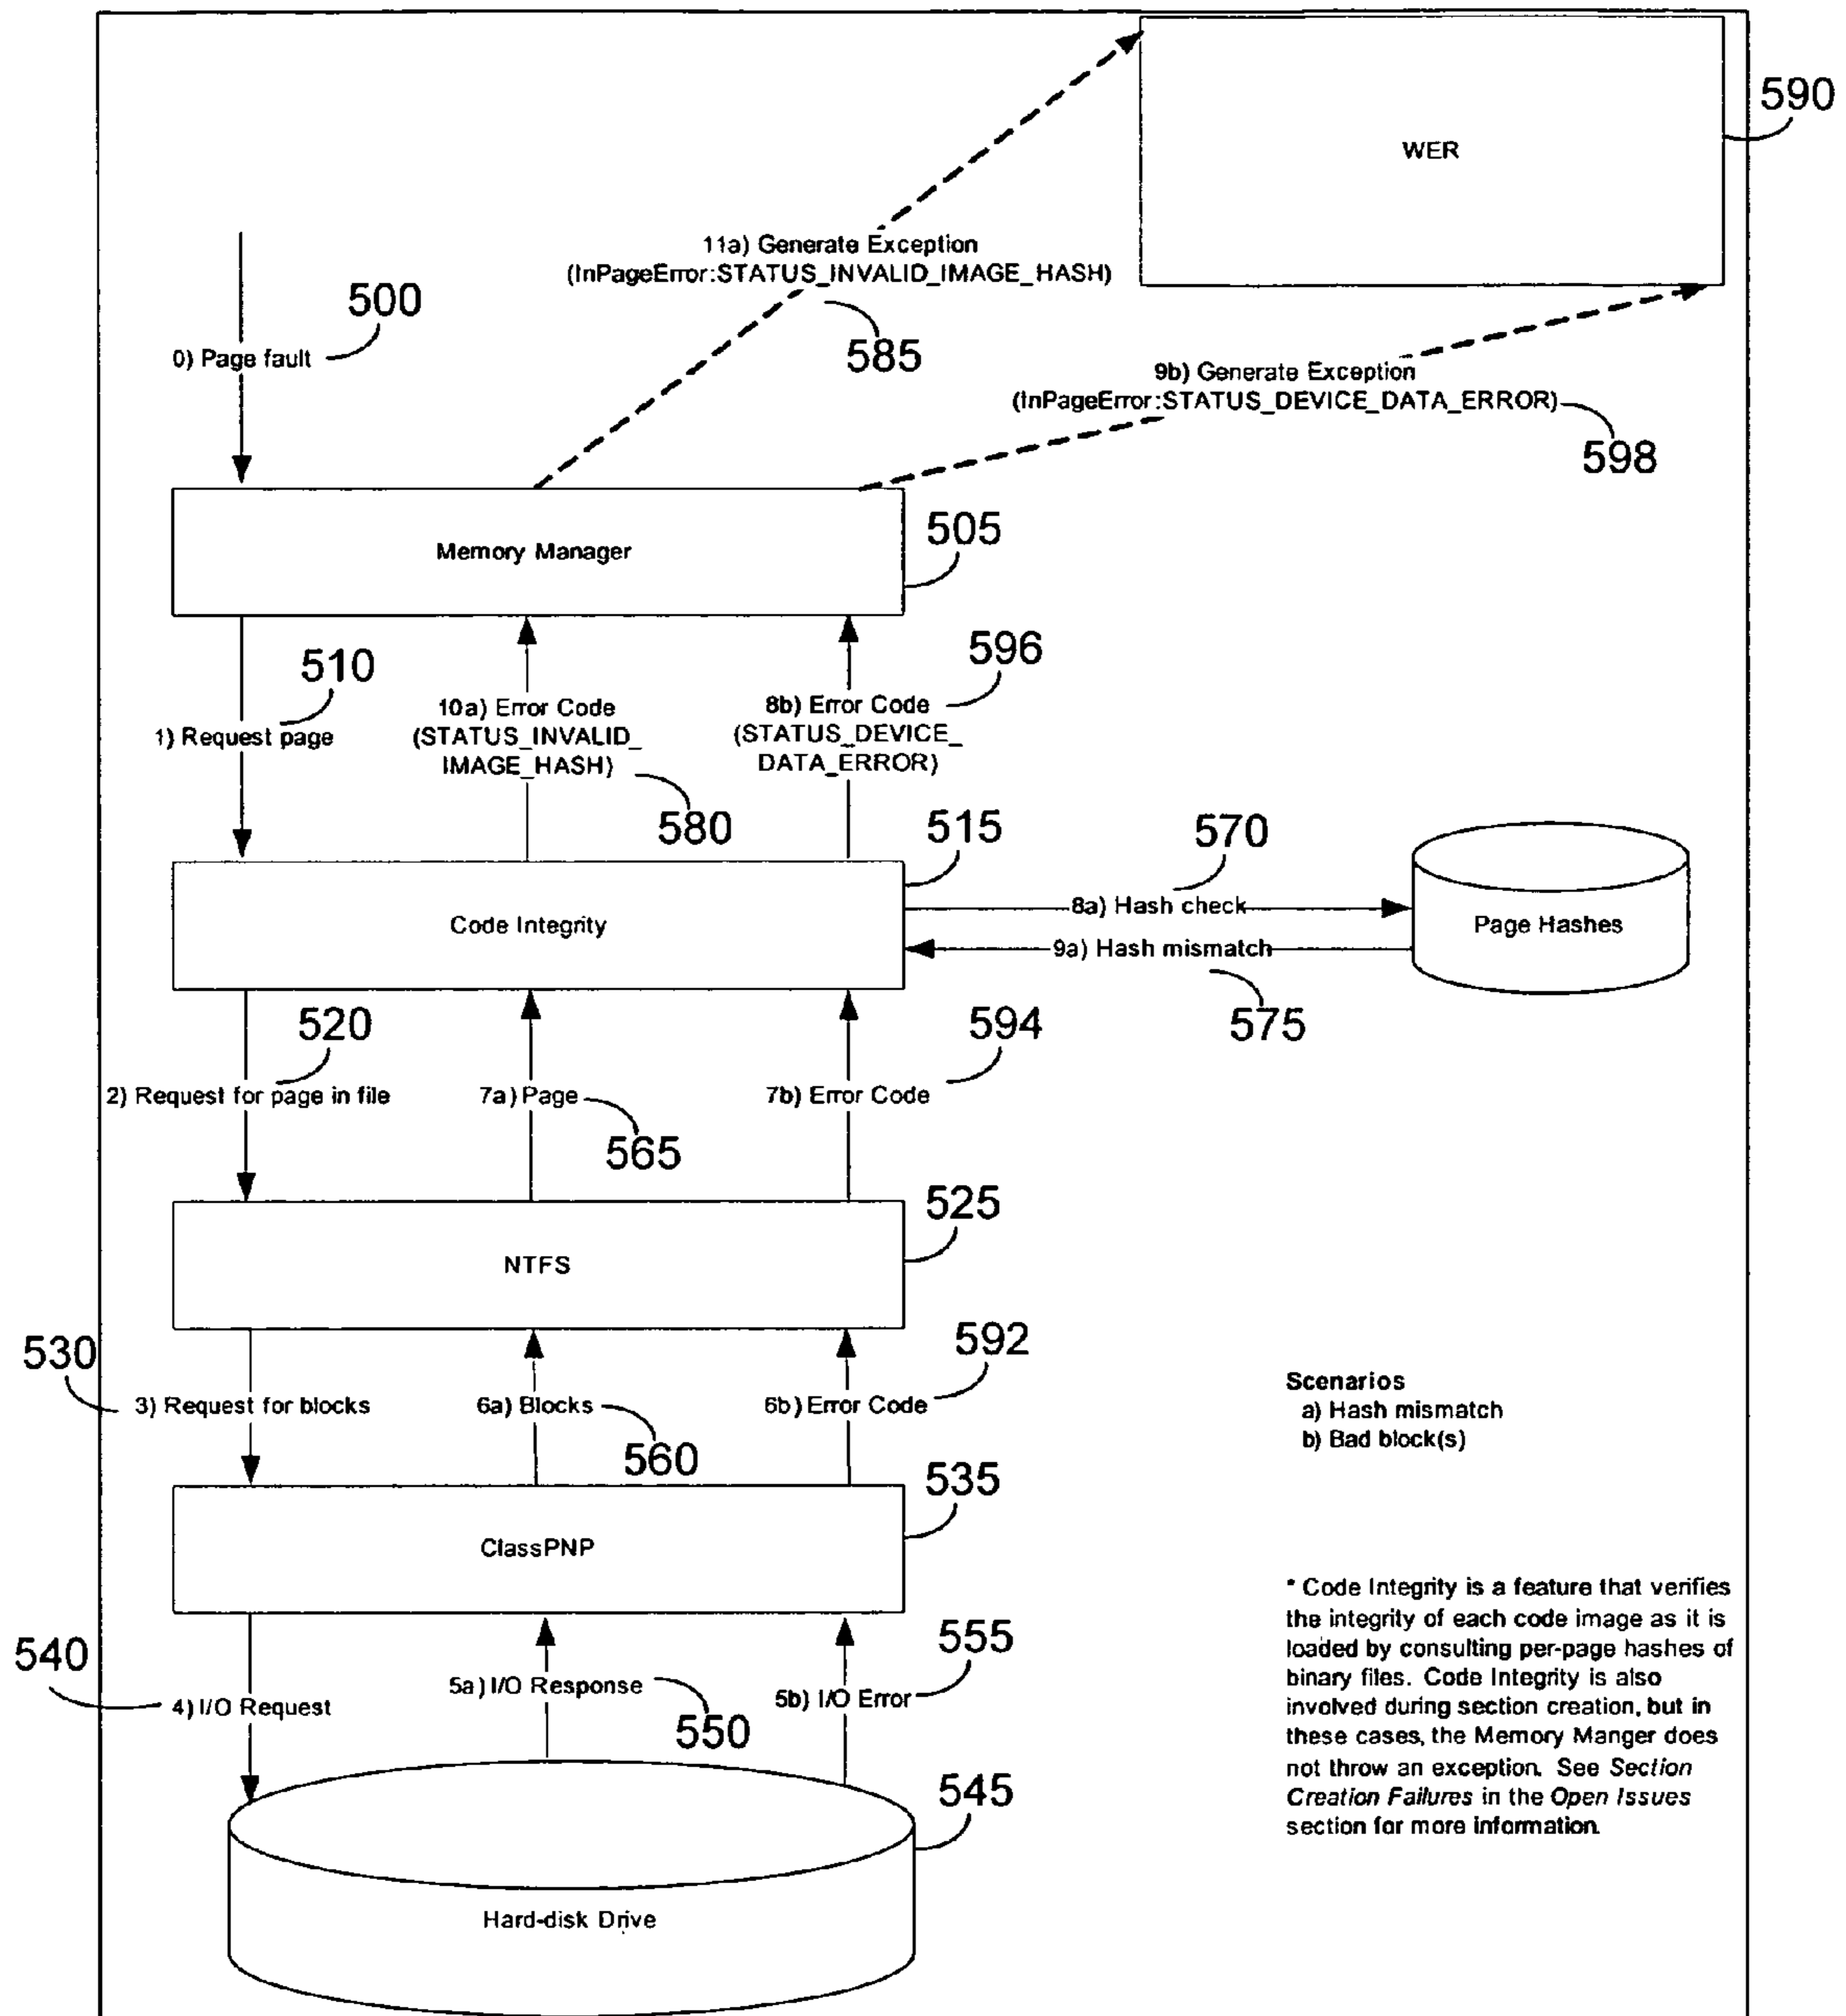 WER
590
11a) Generate Exception
(InPageError:STATUS_INVALID_IMAGE_HASH)
585
500
0) Page fault
9b) Generate Exception
(InPageError:STATUS_DEVICE_DATA_ERROR)
598
Memory Manager
505
510
1) Request page
10a) Error Code
(STATUS_INVALID_
IMAGE_HASH)
580
596
8b) Error Code
(STATUS_DEVICE_
DATA_ERROR)
515
Code Integrity
570
8a) Hash check
9a) Hash mismatch
575
Page Hashes
520
2) Request for page in file
7a) Page
565
594
7b) Error Code
525
NTFS
530
3) Request for blocks
6a) Blocks
560
592
6b) Error Code
535
ClassPNP
Scenarios
a) Hash mismatch
b) Bad block(s)
540
4) I/O Request
5a) I/O Response
550
555
5b) I/O Error
545
Hard-disk Drive
* Code Integrity is a feature that verifies
the integrity of each code image as it is
loaded by consulting per-page hashes of
binary files. Code Integrity is also
involved during section creation, but in
these cases, the Memory Manger does
not throw an exception. See Section
Creation Failures in the Open Issues
section for more information.